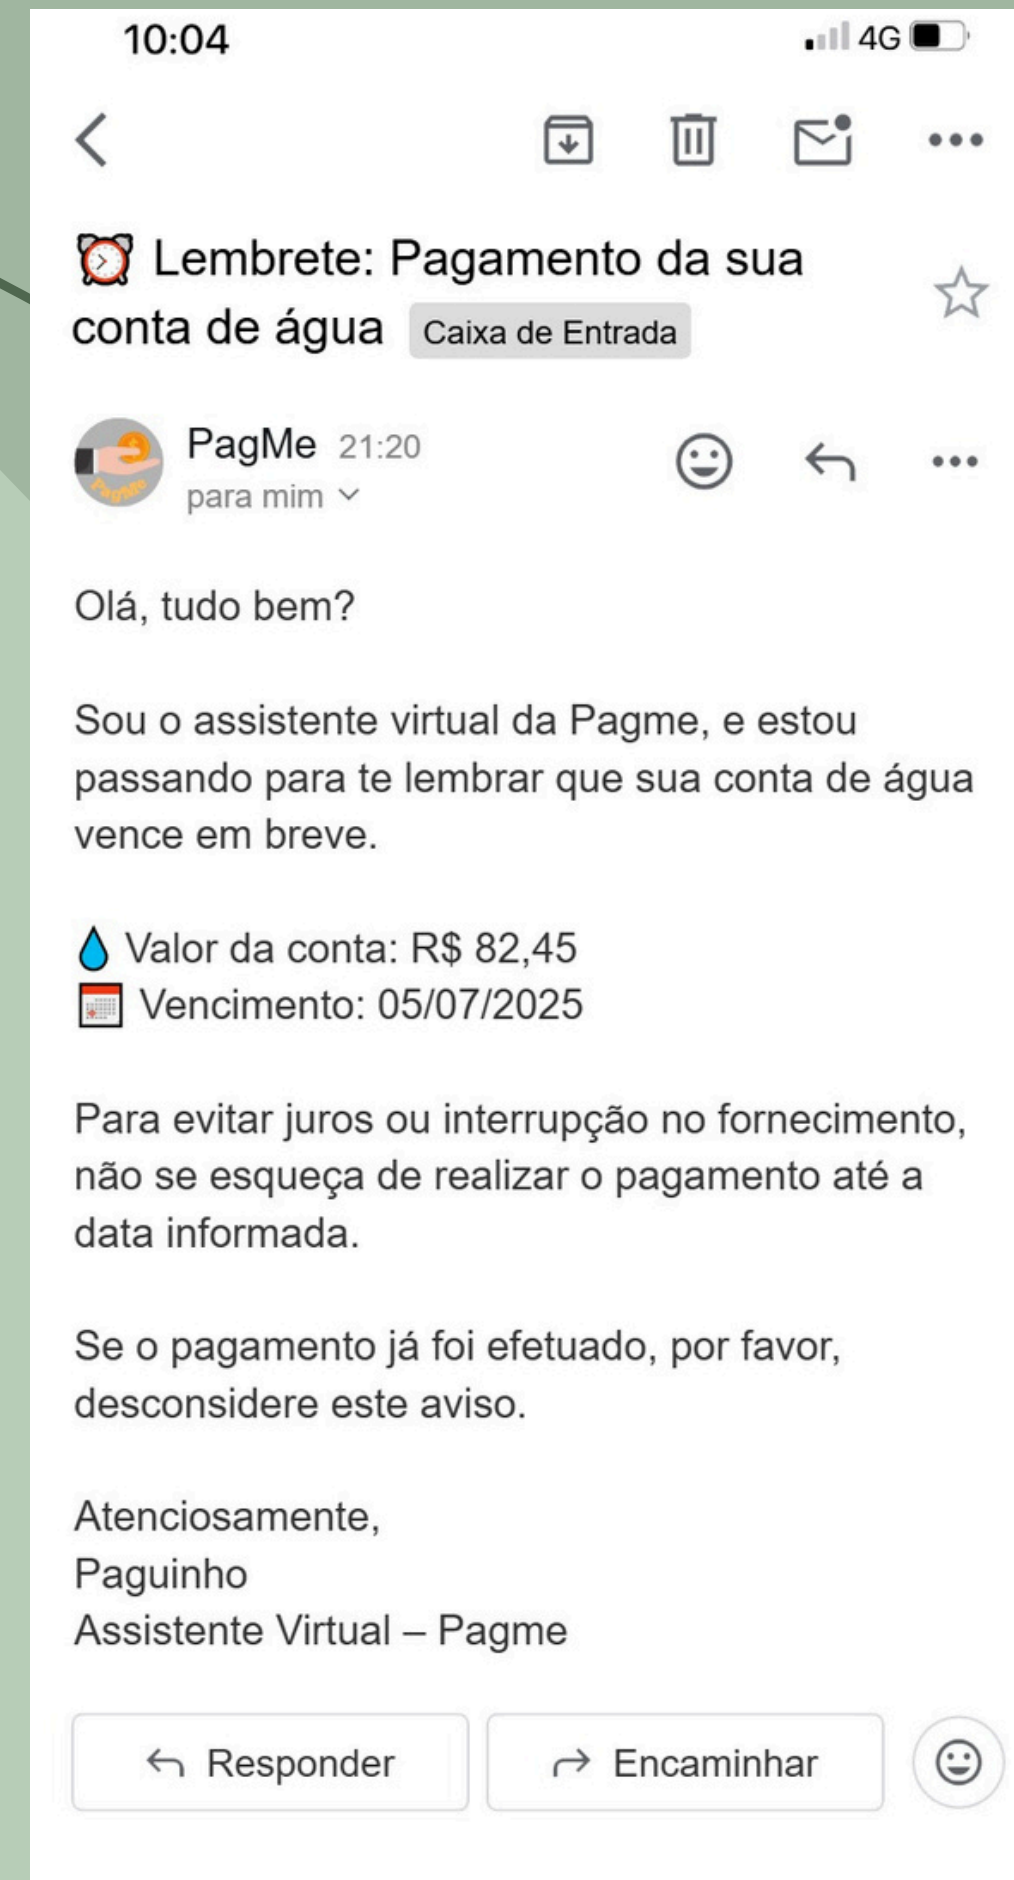 10:04
4G
⏰ Lembrete: Pagamento da sua
conta de água Caixa de Entrada
PagMe 21:20
PagMe
para mim
Olá, tudo bem?
Sou o assistente virtual da Pagme, e estou
passando para te lembrar que sua conta de água
vence em breve.
💧 Valor da conta: R$ 82,45
📅 Vencimento: 05/07/2025
Para evitar juros ou interrupção no fornecimento,
não se esqueça de realizar o pagamento até a
data informada.
Se o pagamento já foi efetuado, por favor,
desconsidere este aviso.
Atenciosamente,
Paguinho
Assistente Virtual – Pagme
Responder
Encaminhar